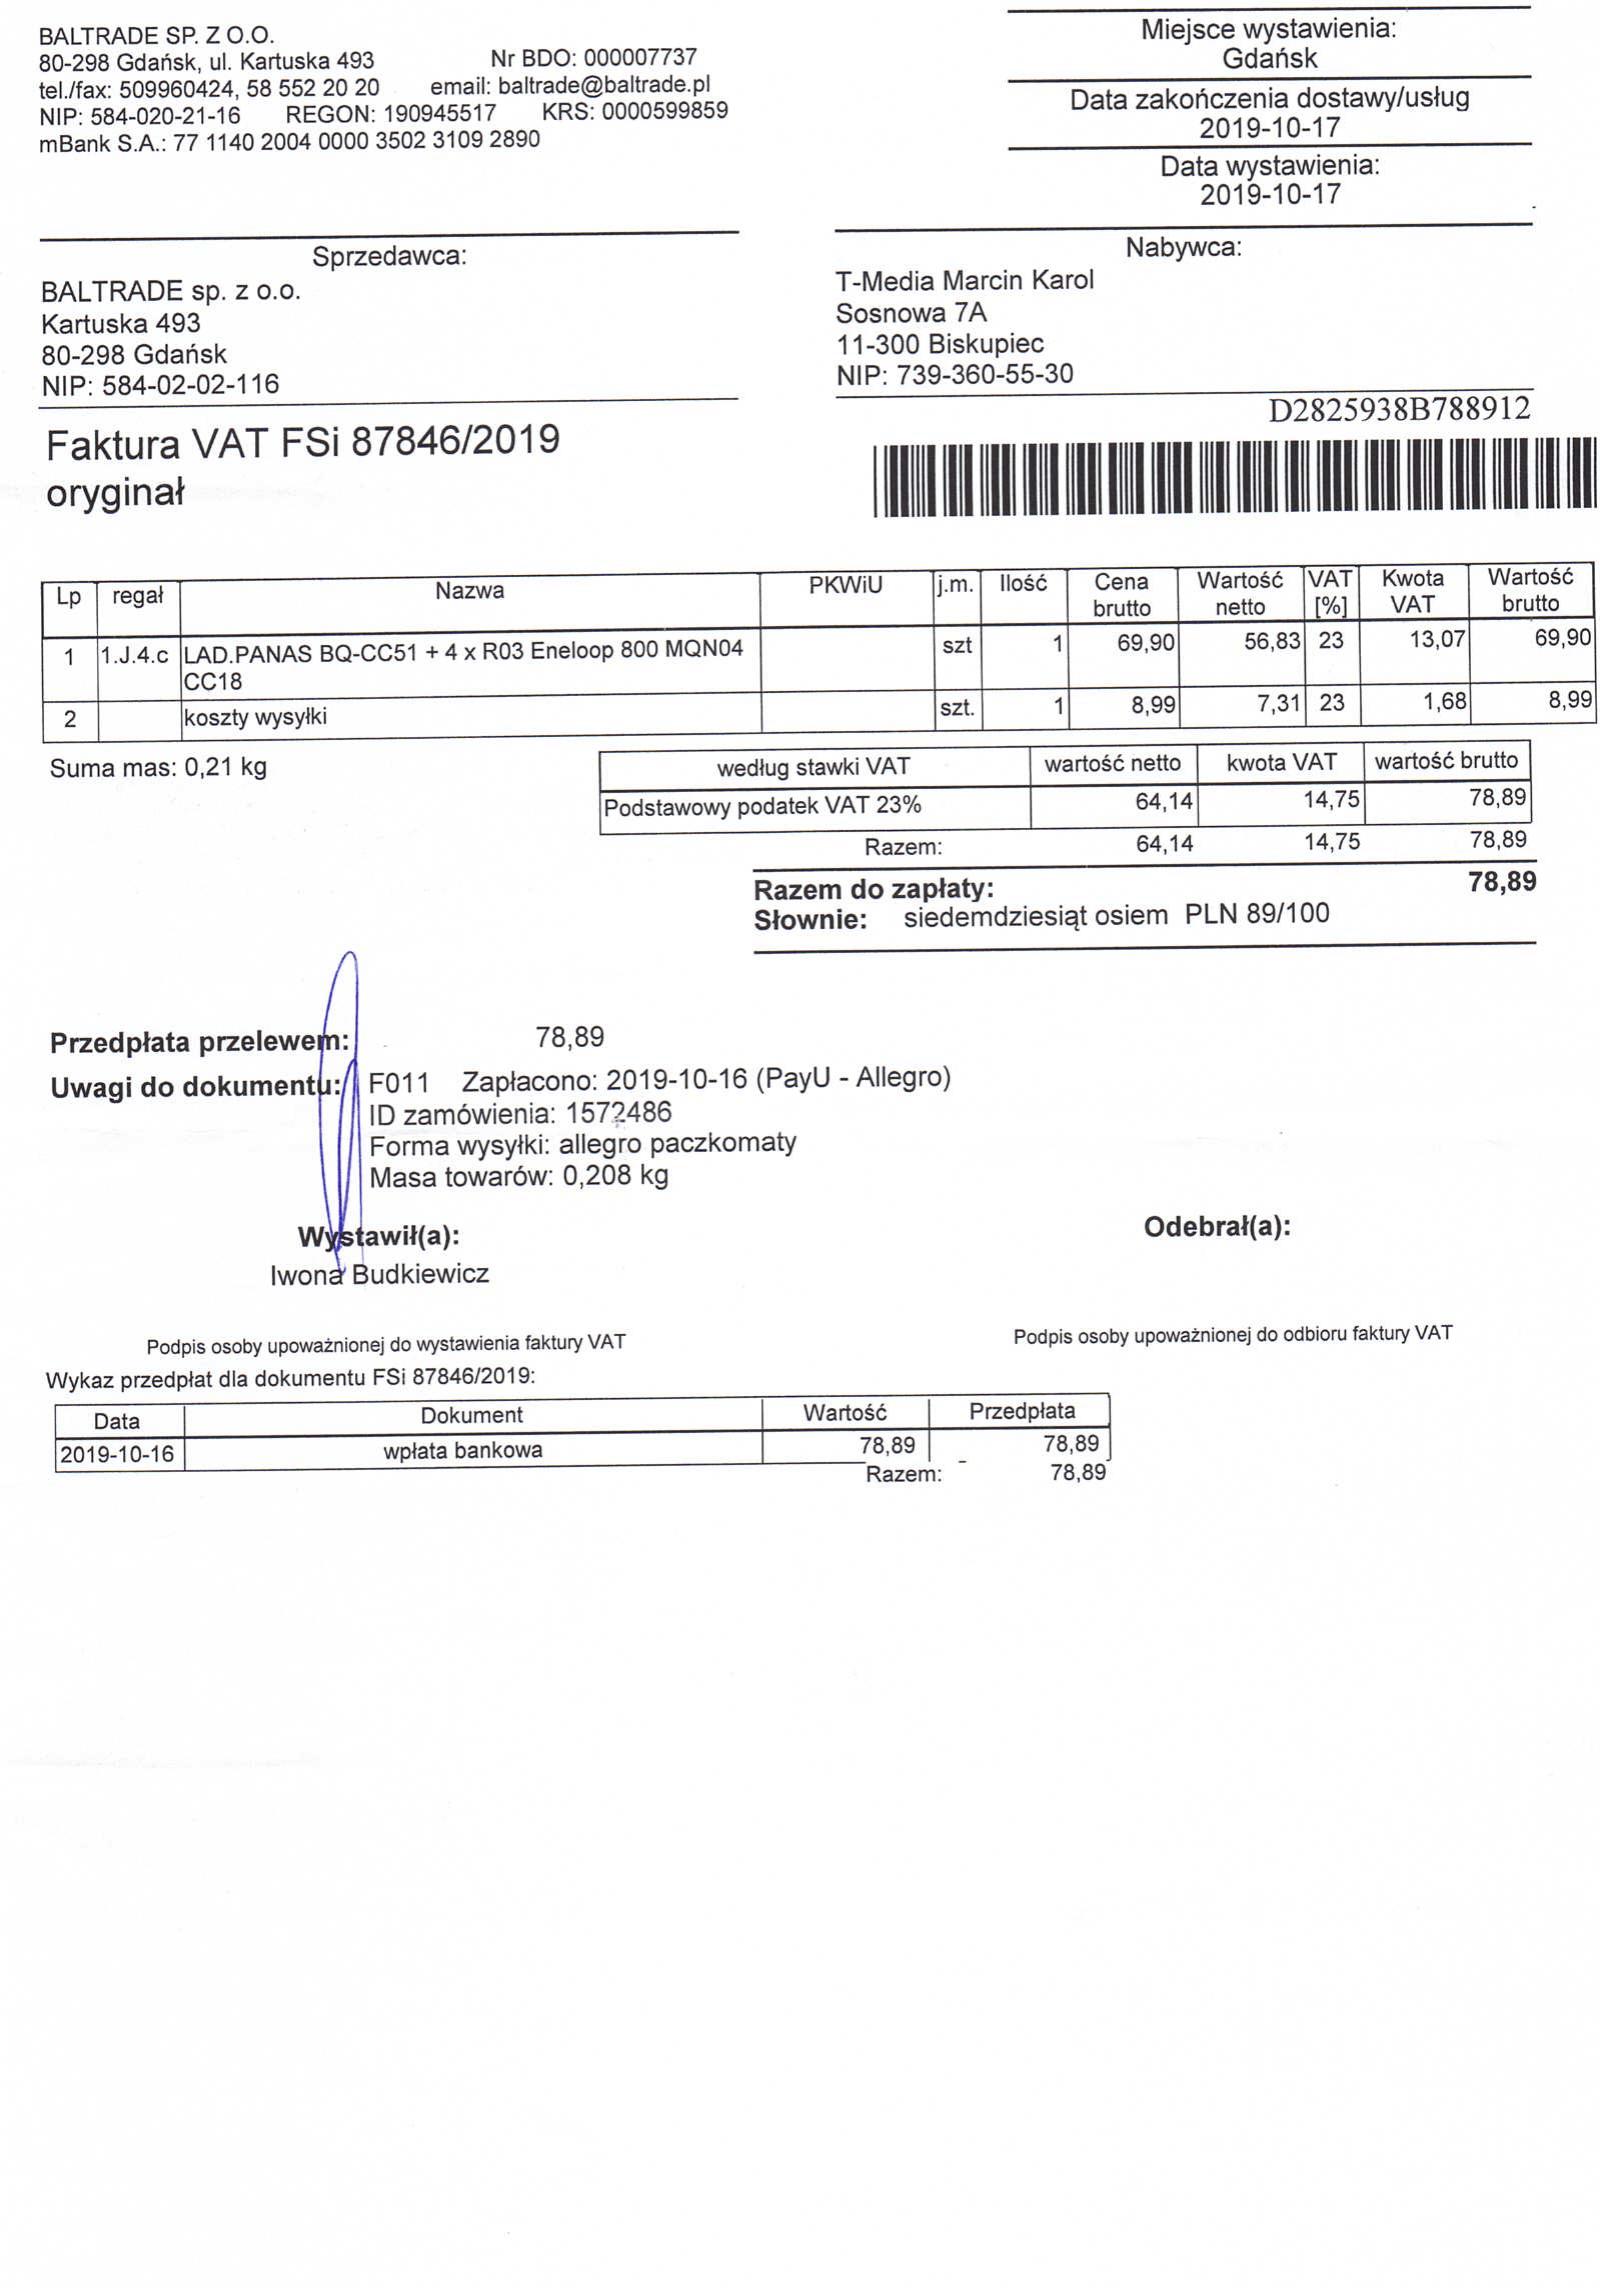 BALTRADE SP. Z O.O.
80-298 Gdańsk, ul. Kartuska 493 Nr BDO: 000007737
tel./fax: 509960424, 58 552 20 20 email: baltrade@baltrade.pl
NIP: 584-020-21-16 REGON: 190945517 KRS: 0000599859
mBank S.A.: 77 1140 2004 0000 3502 3109 2890
Miejsce wystawienia:
Gdańsk
Data zakończenia dostawy/usług
2019-10-17
Data wystawienia:
2019-10-17
Sprzedawca:
BALTRADE sp. z o.o.
Kartuska 493
80-298 Gdańsk
NIP: 584-02-02-116
Nabywca:
T-Media Marcin Karol
Sosnowa 7A
11-300 Biskupiec
NIP: 739-360-55-30
D2825938B788912
Faktura VAT FSi 87846/2019
oryginał
Lp regał Nazwa PKWiU j.m. Ilość Cena brutto Wartość netto VAT [%] Kwota VAT Wartość brutto
1 1.J.4.c LAD.PANAS BQ-CC51 + 4 x R03 Eneloop 800 MQN04 szt 1 69,90 56,83 23 13,07 69,90
CC18
2 koszty wysyłki szt. 1 8,99 7,31 23 1,68 8,99
Suma mas: 0,21 kg
według stawki VAT wartość netto kwota VAT wartość brutto
Podstawowy podatek VAT 23% 64,14 14,75 78,89
Razem: 64,14 14,75 78,89
Razem do zapłaty: 78,89
Słownie: siedemdziesiąt osiem PLN 89/100
Przedpłata przelewem: 78,89
Uwagi do dokumentu: F011 Zapłacono: 2019-10-16 (PayU - Allegro)
ID zamówienia: 1572486
Forma wysyłki: allegro paczkomaty
Masa towarów: 0,208 kg
Wystawił(a): Odebrał(a):
Iwona Budkiewicz
Podpis osoby upoważnionej do wystawienia faktury VAT Podpis osoby upoważnionej do odbioru faktury VAT
Wykaz przedpłat dla dokumentu FSi 87846/2019:
Data Dokument Wartość Przedpłata
2019-10-16 wpłata bankowa 78,89 78,89
Razem: 78,89